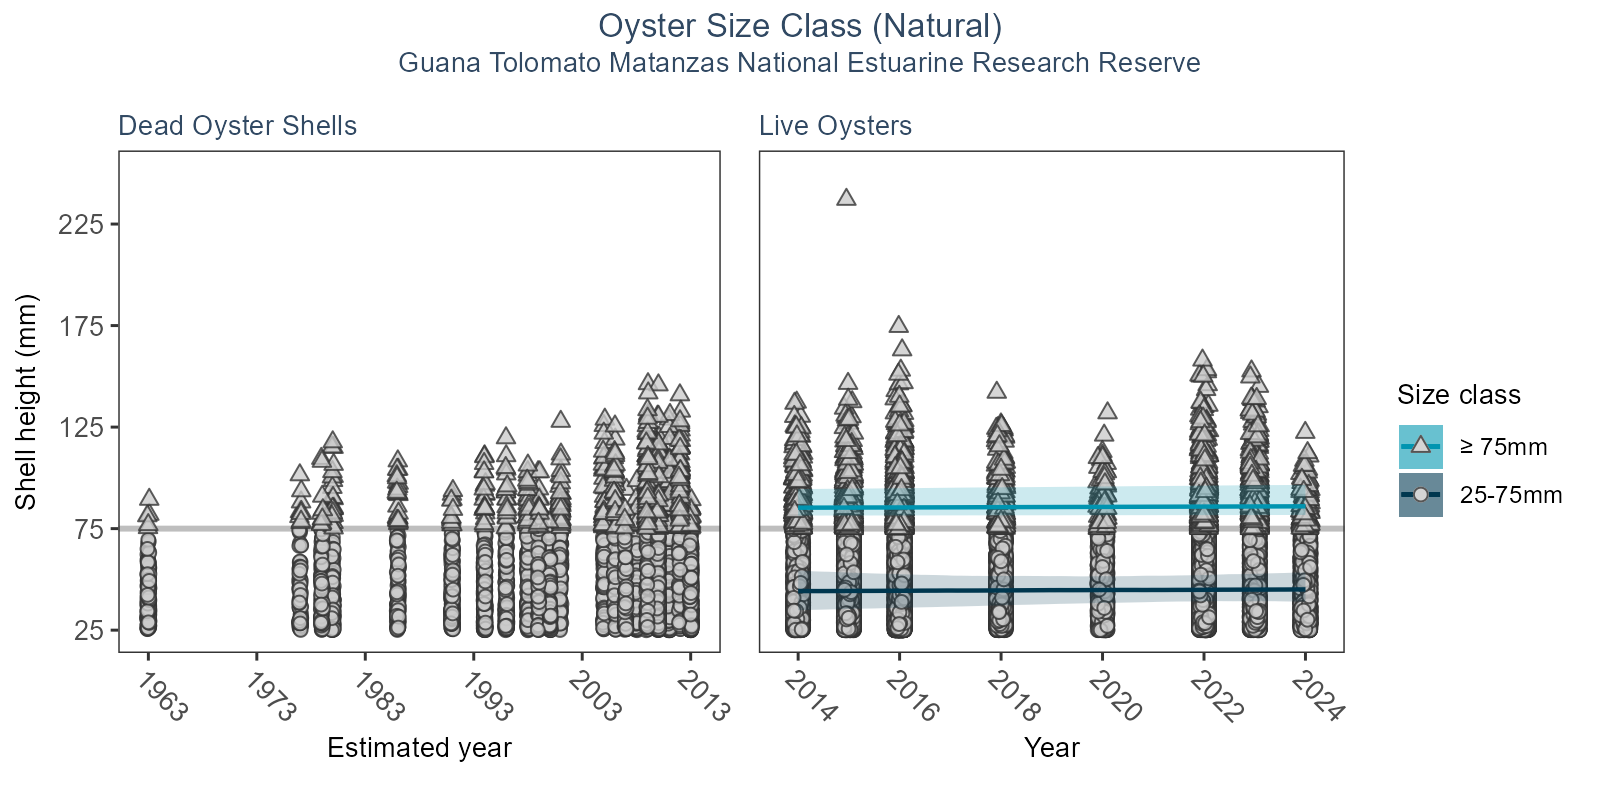 Oyster Size Class (Natural)
Guana Tolomato Matanzas National Estuarine Research Reserve
Dead Oyster Shells
Live Oysters
Shell height (mm)
225
175
125
75
25
1963
1973
1983
1993
2003
2013
2014
2016
2018
2020
2022
2024
Estimated year
Year
Size class
≥ 75mm
25-75mm